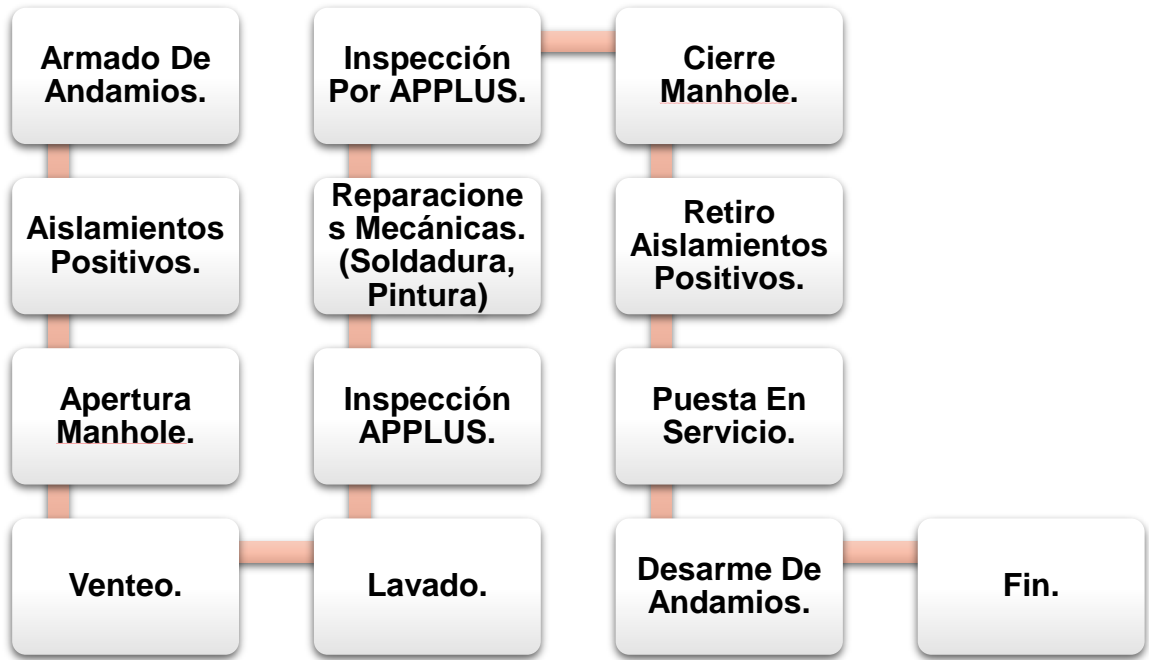 Armado De
Andamios.
Aislamientos
Positivos.
Apertura
Manhole.
Venteo.
Lavado.
Inspección
APPLUS.
Reparacione
s Mecánicas.
(Soldadura,
Pintura)
Inspección
Por APPLUS.
Cierre
Manhole.
Retiro
Aislamientos
Positivos.
Puesta En
Servicio.
Desarme De
Andamios.
Fin.